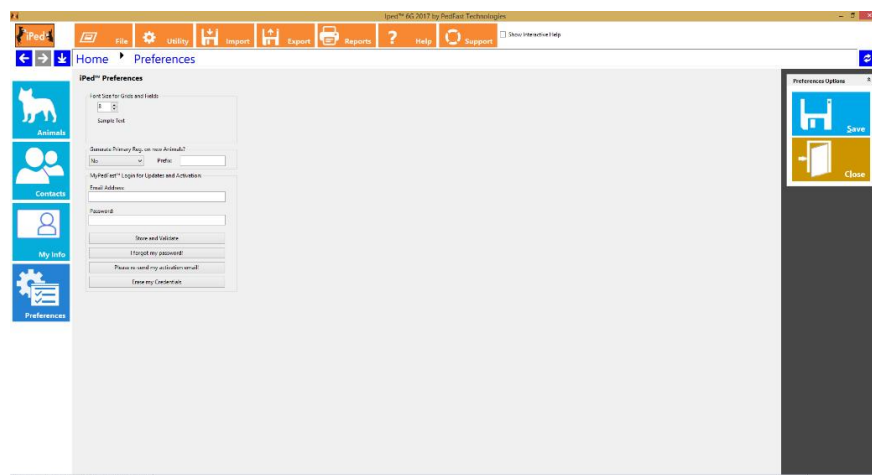 Iped™ 6G 2017 by PedFast Technologies
iPed
File
Utility
Import
Export
Reports
Help
Support
Show Interactive Help
Home
Preferences
iPed™ Preferences
Preferences Options
Font Size for Grids and Fields
8
Sample Text
Save
Animals
Generate Primary Reg. on new Animals?
No
Prefix
Close
MyPedFast™ Login for Updates and Activation
Email Address
Contacts
Password
Store and Validate
I forgot my password!
My Info
Please re-send my activation email!
Erase my Credentials
Preferences